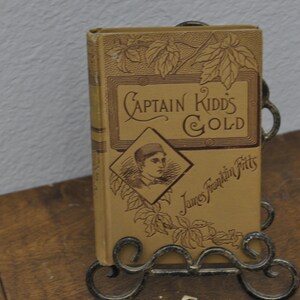 CAPTAIN KIDD'S
GOLD
James Franklin Fitts